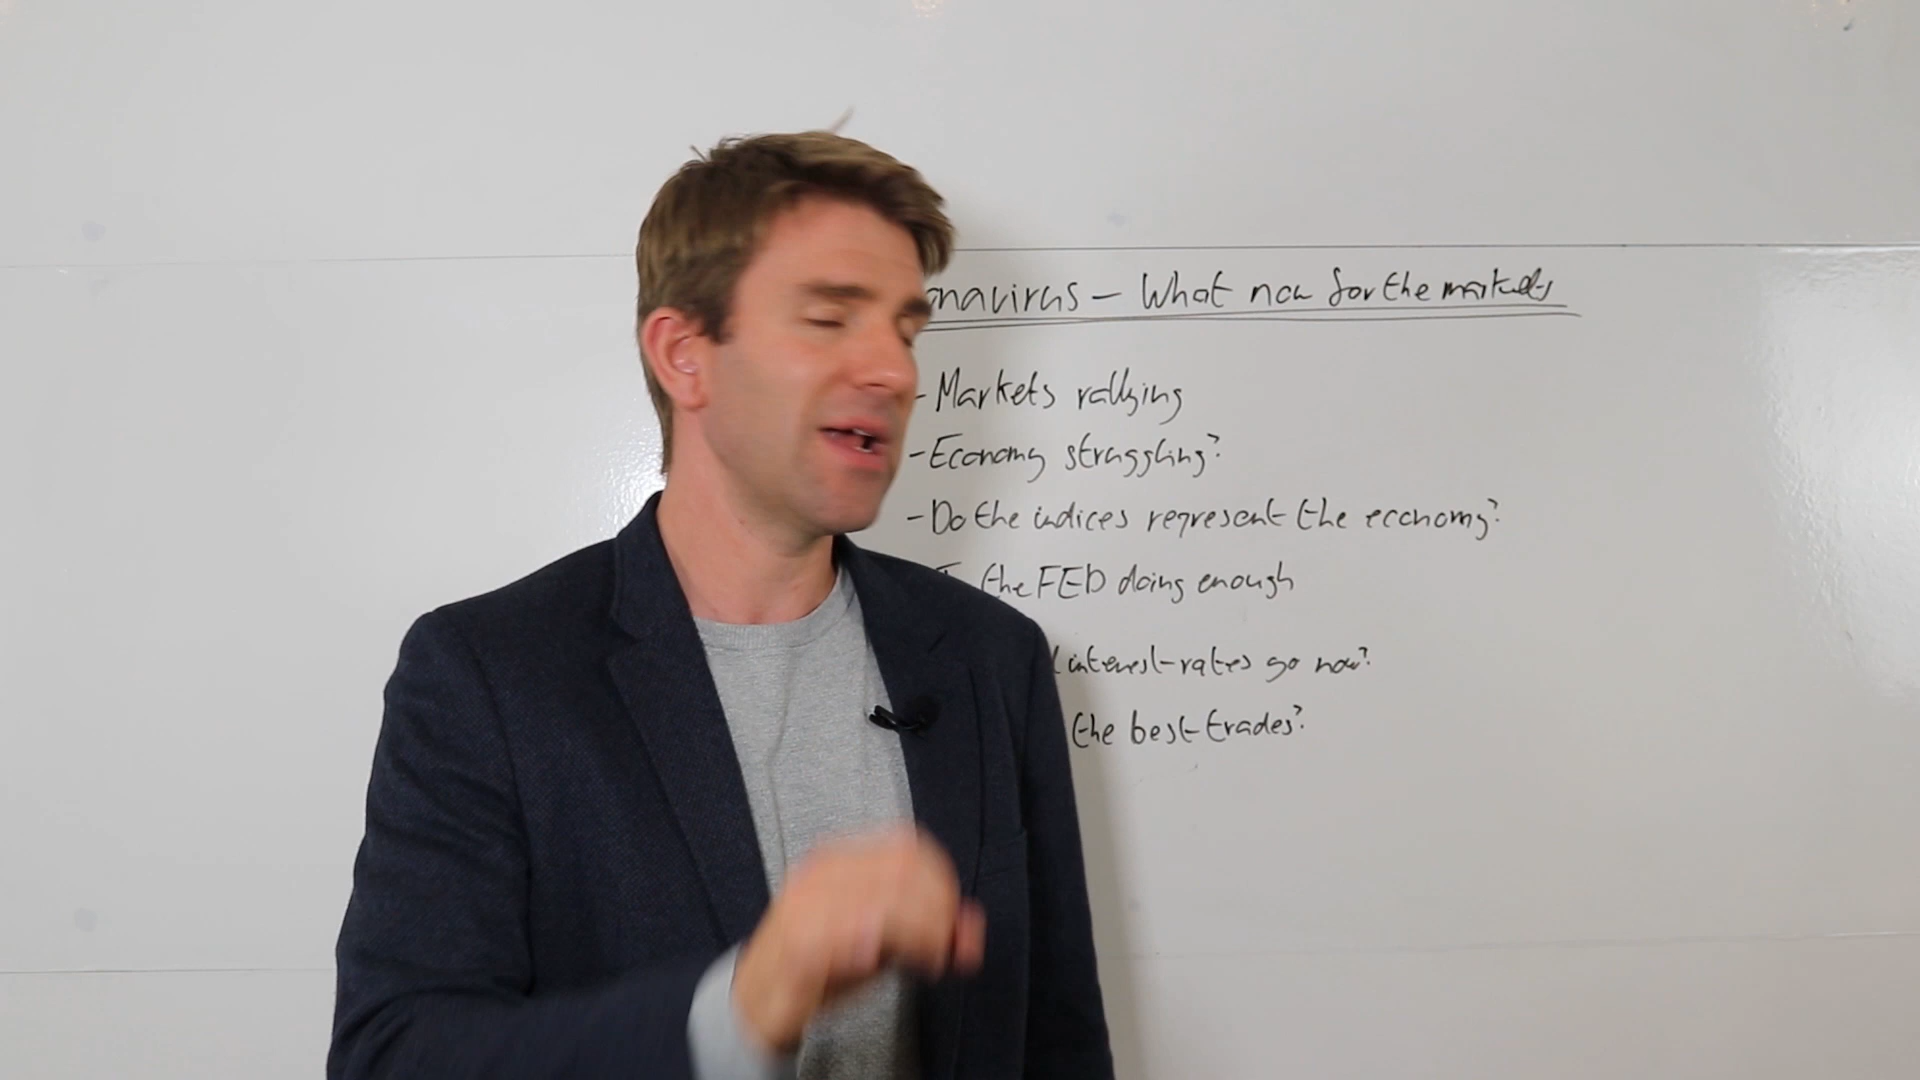 onavirus – What now for the markets
- Markets rallying
- Economy struggling?
- Do the indices represent the economy?
the FED doing enough
interest rates go now?
the best trades?